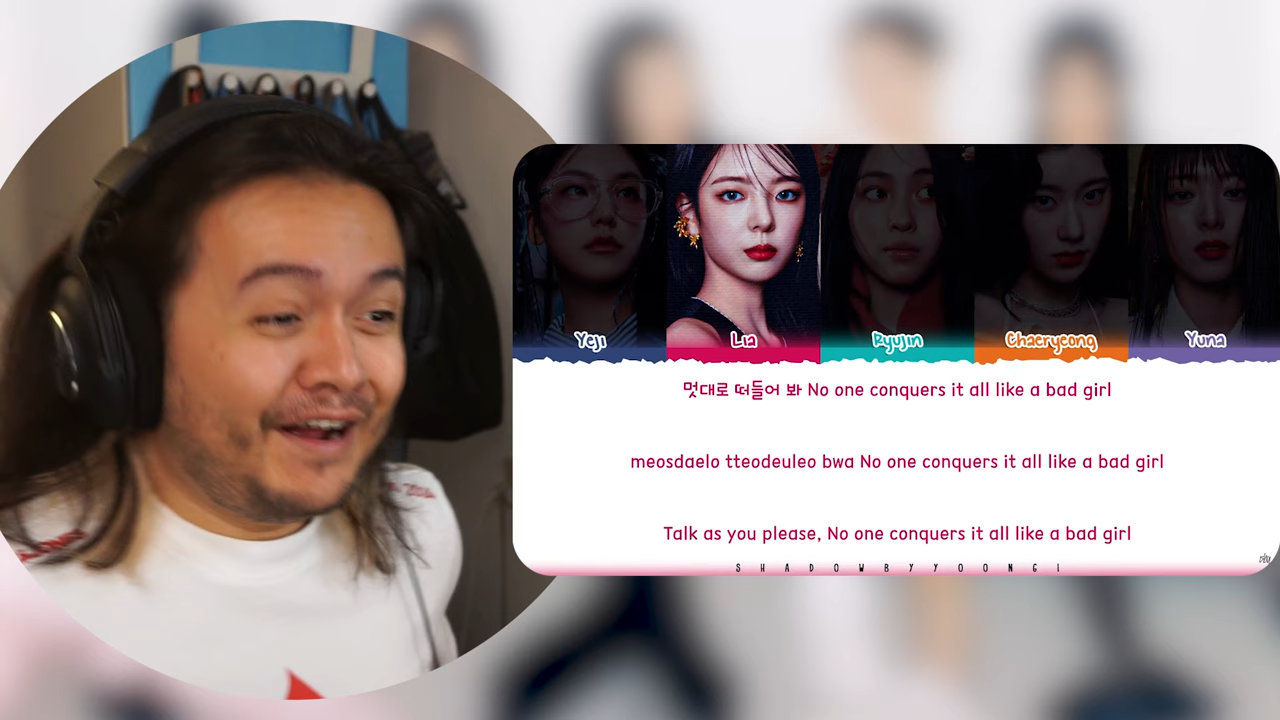 Yeji
Lia
Ryujin
Chaeryeong
Yuna
멋대로 떠들어 봐 No one conquers it all like a bad girl
meosdaelo tteodeuleo bwa No one conquers it all like a bad girl
Talk as you please, No one conquers it all like a bad girl
SHADOWBYYOONGI